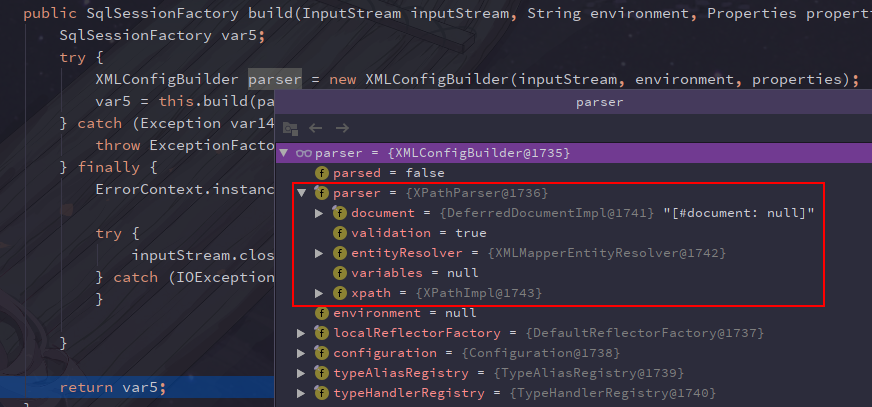 public SqlSessionFactory build(InputStream inputStream, String environment, Properties properti
SqlSessionFactory var5;
try {
XMLConfigBuilder parser = new XMLConfigBuilder(inputStream, environment, properties);
var5 = this.build(pa
parser
} catch (Exception var14
throw ExceptionFacto
parser = {XMLConfigBuilder@1735}
} finally {
f parsed = false
ErrorContext.instanc
f parser = {XPathParser@1736}
f document = {DeferredDocumentImpl@1741} "[#document: null]"
try {
f validation = true
inputStream.clos
f entityResolver = {XMLMapperEntityResolver@1742}
} catch (IOException
f variables = null
}
f xpath = {XPathImpl@1743}
f environment = null
f localReflectorFactory = {DefaultReflectorFactory@1737}
}
f configuration = {Configuration@1738}
f typeAliasRegistry = {TypeAliasRegistry@1739}
return var5;
f typeHandlerRegistry = {TypeHandlerRegistry@1740}
}